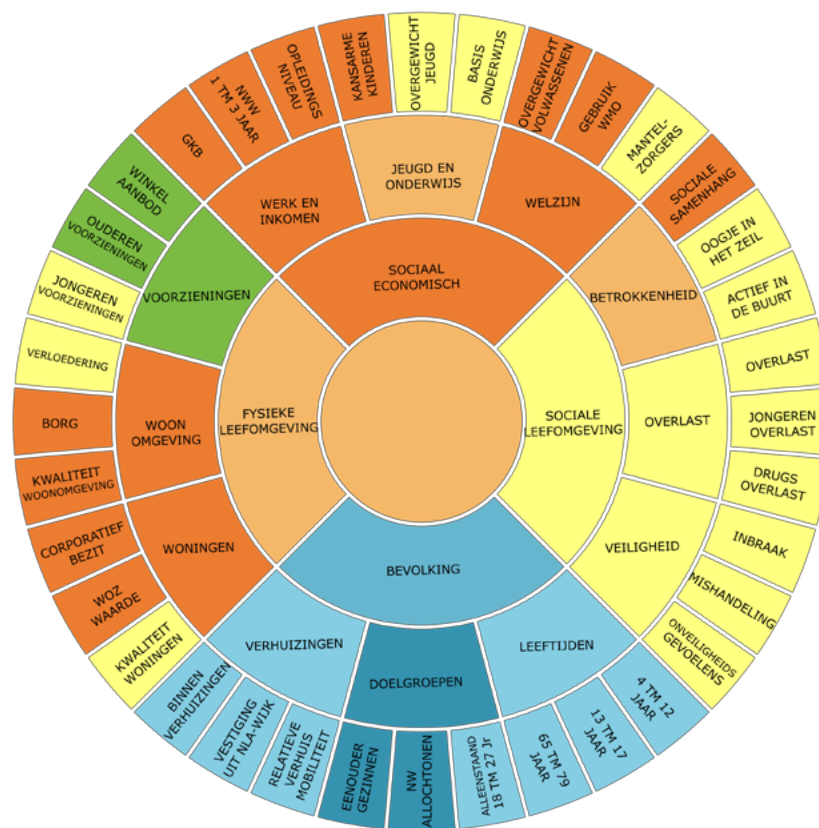 KANSARME
KINDEREN
OVERGEWICHT
JEUGD
BASIS
ONDERWIJS
OVERGEWICHT
VOLWASSENEN
GEBRUIK
WMO
MANTEL-
ZORGERS
SOCIALE
SAMENHANG
OOGJE IN
HET ZEIL
ACTIEF IN
DE BUURT
OVERLAST
JONGEREN
OVERLAST
DRUGS
OVERLAST
INBRAAK
MISHANDELING
ONVEILIGHEIDS
GEVOELENS
4 TM 12
JAAR
13 TM 17
JAAR
65 TM 79
JAAR
ALLEENSTAAND
18 TM 27 Jr
NW
ALLOCHTONEN
EENOUDER
GEZINNEN
RELATIEVE
VERHUIS
MOBILITEIT
VESTIGING
UIT NLA-WIJK
BINNEN
VERHUIZINGEN
KWALITEIT
WONINGEN
WOZ
WAARDE
CORPORATIEF
BEZIT
KWALITEIT
WOONOMGEVING
BORG
VERLOEDERING
JONGEREN
VOORZIENINGEN
OUDEREN
VOORZIENINGEN
WINKEL
AANBOD
GKB
NWW
1 TM 3 JAAR
OPLEIDINGS
NIVEAU
JEUGD EN
ONDERWIJS
WELZIJN
BETROKKENHEID
OVERLAST
VEILIGHEID
LEEFTIJDEN
DOELGROEPEN
VERHUIZINGEN
WONINGEN
WOON
OMGEVING
VOORZIENINGEN
WERK EN
INKOMEN
SOCIAAL
ECONOMISCH
SOCIALE
LEEFOMGEVING
BEVOLKING
FYSIEKE
LEEFOMGEVING